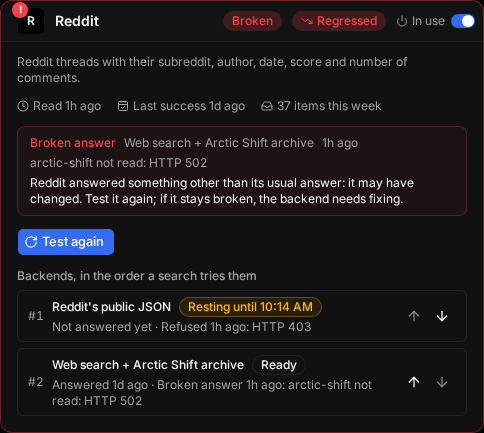 !
R
Reddit
Broken
Regressed
In use
Reddit threads with their subreddit, author, date, score and number of
comments.
Read 1h ago
Last success 1d ago
37 items this week
Broken answer Web search + Arctic Shift archive 1h ago
arctic-shift not read: HTTP 502
Reddit answered something other than its usual answer: it may have
changed. Test it again; if it stays broken, the backend needs fixing.
Test again
Backends, in the order a search tries them
#1
Reddit's public JSON Resting until 10:14 AM
Not answered yet · Refused 1h ago: HTTP 403
#2
Web search + Arctic Shift archive Ready
Answered 1d ago · Broken answer 1h ago: arctic-shift not
read: HTTP 502